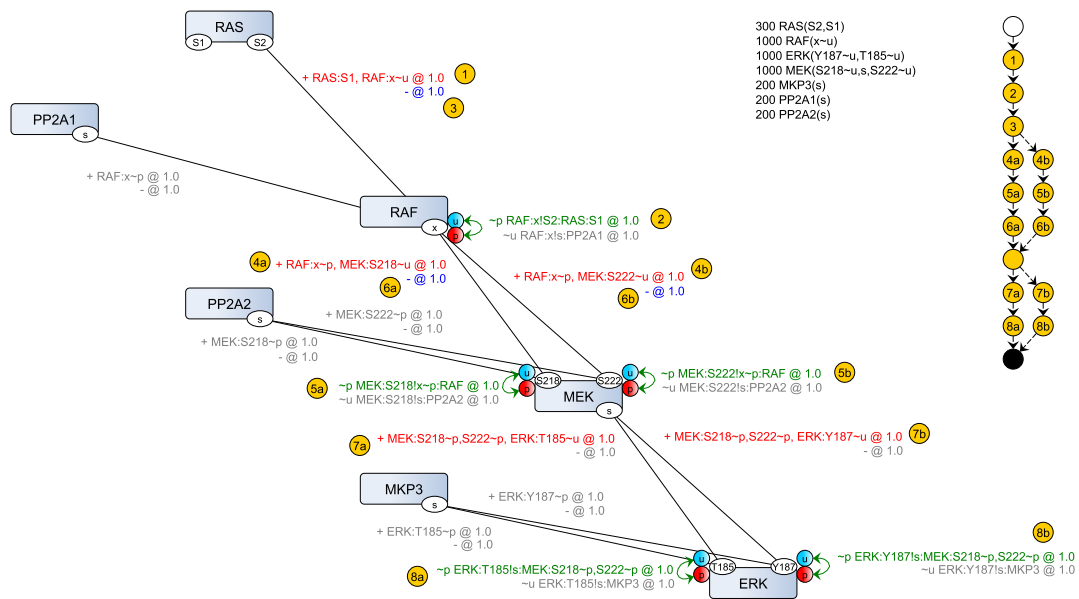 RAS
S1
S2
+ RAS:S1, RAF:x~u @ 1.0
- @ 1.0
1
3
300 RAS(S2,S1)
1000 RAF(x~u)
1000 ERK(Y187~u,T185~u)
1000 MEK(S218~u,s,S222~u)
200 MKP3(s)
200 PP2A1(s)
200 PP2A2(s)
1
2
3
4a
4b
5a
5b
6a
6b
7a
7b
8a
8b
PP2A1
s
+ RAF:x~p @ 1.0
- @ 1.0
RAF
x
u
p
~p RAF:x!S2:RAS:S1 @ 1.0
~u RAF:x!s:PP2A1 @ 1.0
2
4a
+ RAF:x~p, MEK:S218~u @ 1.0
- @ 1.0
6a
+ RAF:x~p, MEK:S222~u @ 1.0
- @ 1.0
4b
6b
PP2A2
s
+ MEK:S222~p @ 1.0
- @ 1.0
+ MEK:S218~p @ 1.0
- @ 1.0
5a
~p MEK:S218!x~p:RAF @ 1.0
~u MEK:S218!s:PP2A2 @ 1.0
u
p
S218
S222
MEK
s
u
p
~p MEK:S222!x~p:RAF @ 1.0
~u MEK:S222!s:PP2A2 @ 1.0
5b
7a
+ MEK:S218~p,S222~p, ERK:T185~u @ 1.0
- @ 1.0
+ MEK:S218~p,S222~p, ERK:Y187~u @ 1.0
- @ 1.0
7b
MKP3
s
+ ERK:Y187~p @ 1.0
- @ 1.0
+ ERK:T185~p @ 1.0
- @ 1.0
8a
~p ERK:T185!s:MEK:S218~p,S222~p @ 1.0
~u ERK:T185!s:MKP3 @ 1.0
u
p
T185
Y187
ERK
u
p
8b
~p ERK:Y187!s:MEK:S218~p,S222~p @ 1.0
~u ERK:Y187!s:MKP3 @ 1.0